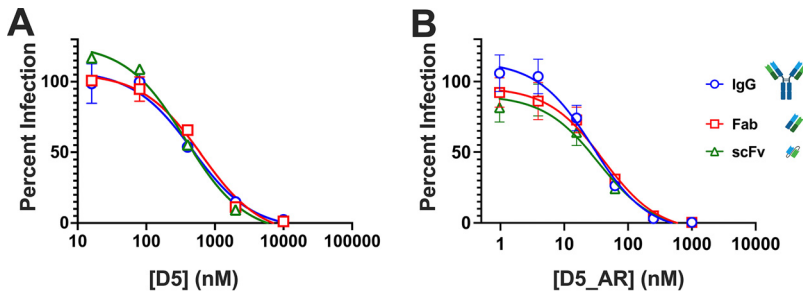 A
Percent Infection
100
50
0
10
100
1000
10000
100000
[D5] (nM)
B
Percent Infection
100
50
0
1
10
100
1000
10000
[D5_AR] (nM)
IgG
Fab
scFv